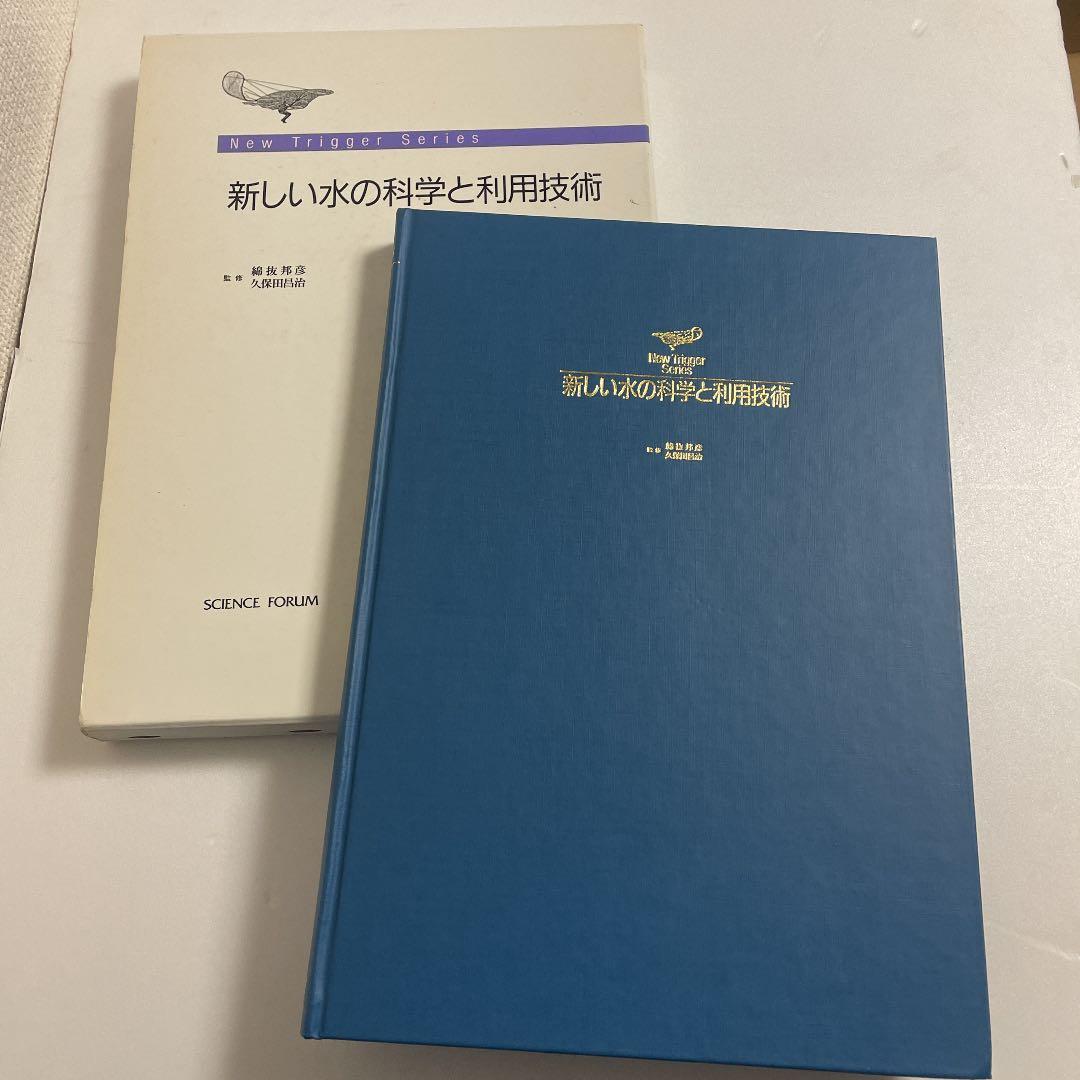 New Trigger Series
新しい水の科学と利用技術
監修 綿抜邦彦
久保田昌治
SCIENCE FORUM
New Trigger
Series
新しい水の科学と利用技術
監修 綿抜邦彦
久保田昌治